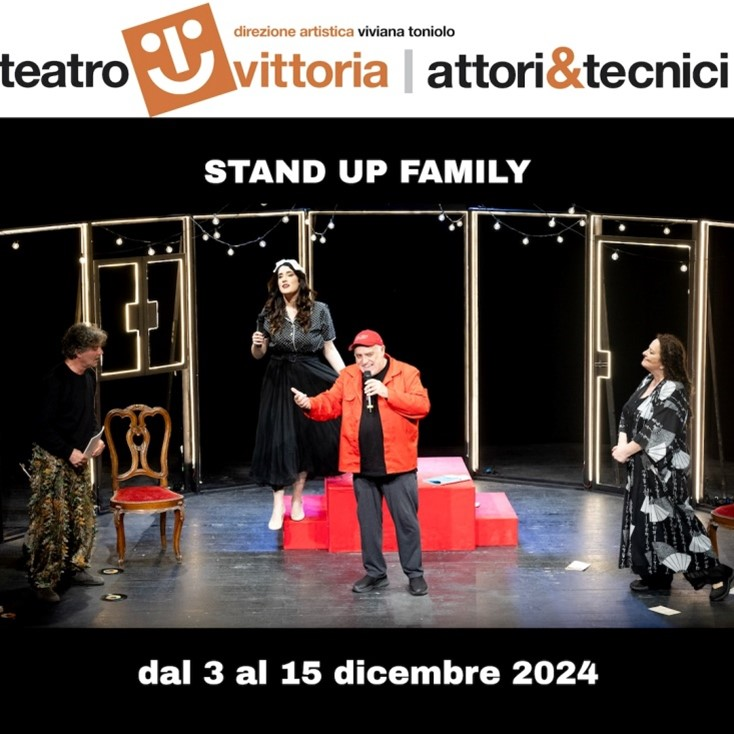 direzione artistica viviana toniolo
teatro vittoria | attori&tecnici
STAND UP FAMILY
dal 3 al 15 dicembre 2024